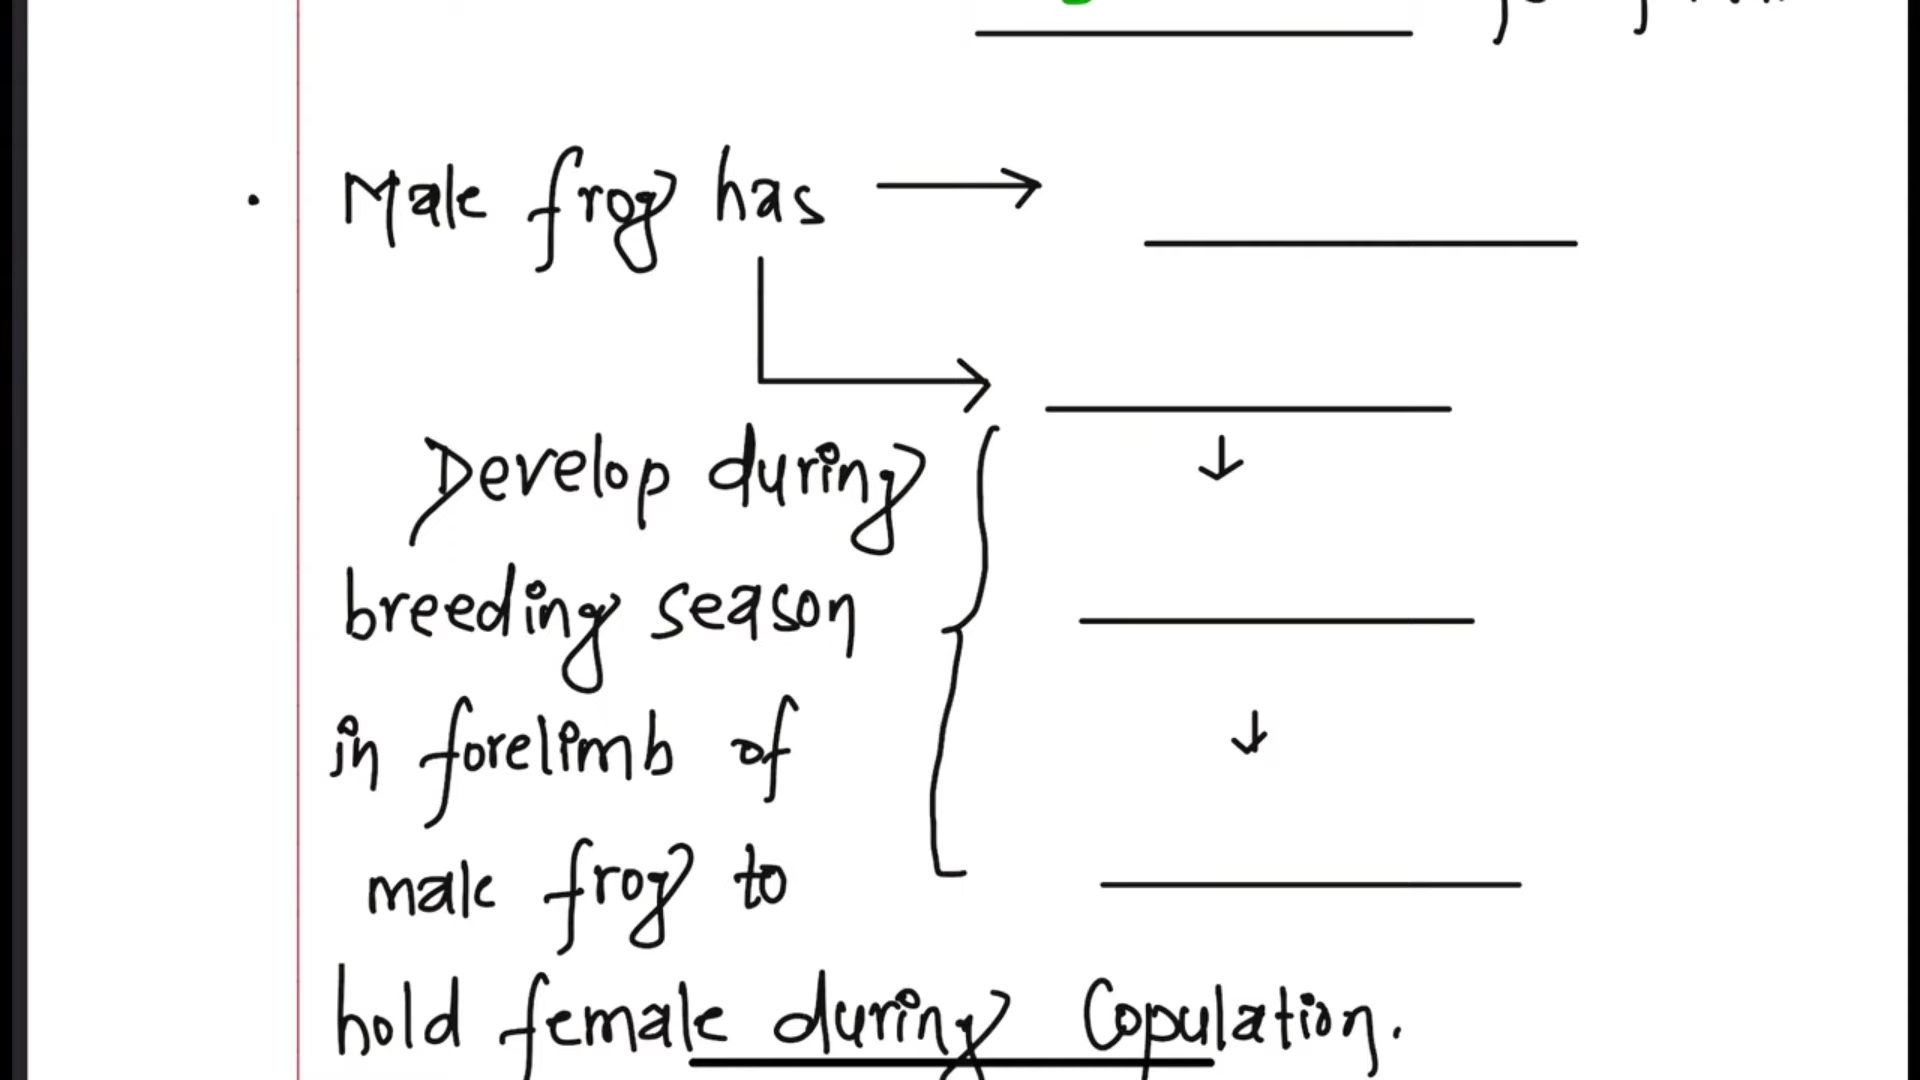 . Male frog has →
Develop during
breeding season
in forelimb of
male frog to
hold female during Copulation.